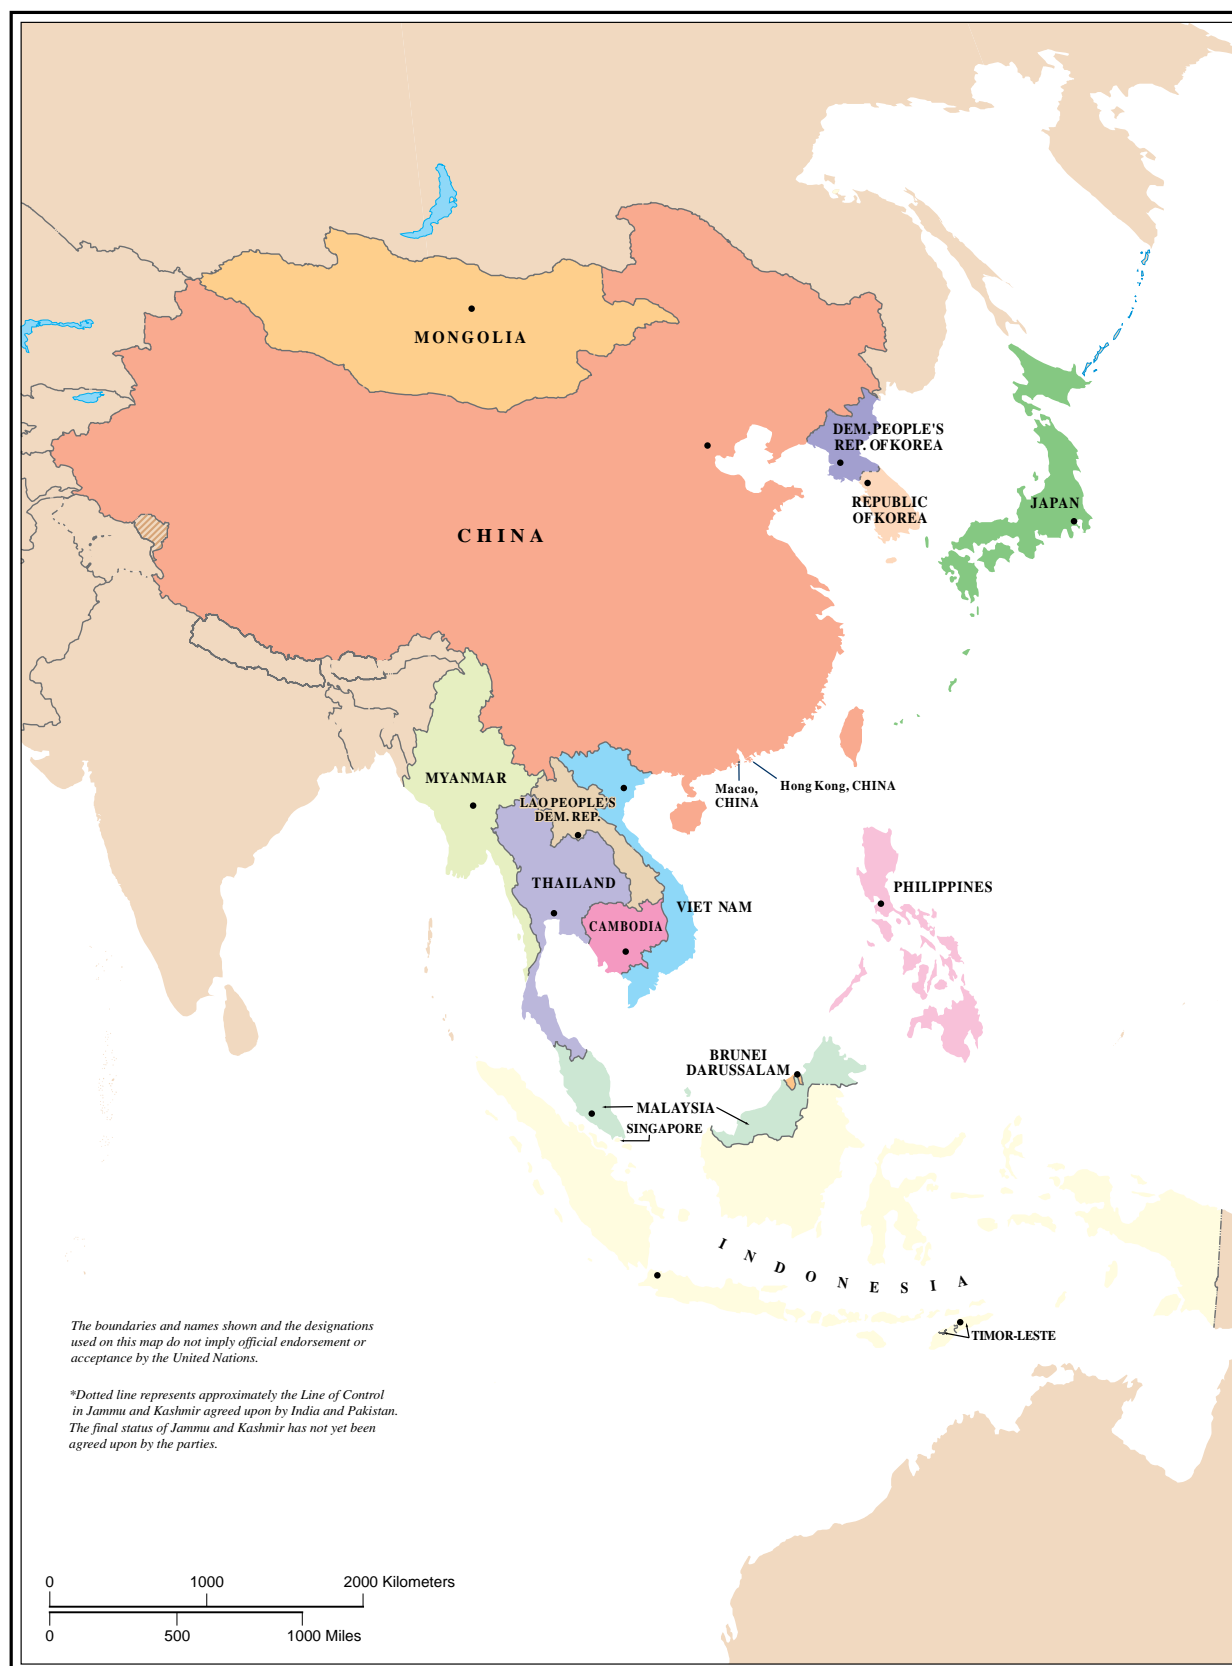 MONGOLIA
DEM. PEOPLE'S
REP. OF KOREA
REPUBLIC
OF KOREA
JAPAN
CHINA
MYANMAR
Macao,
CHINA
Hong Kong, CHINA
LAO PEOPLE'S
DEM. REP.
THAILAND
VIET NAM
CAMBODIA
PHILIPPINES
BRUNEI
DARUSSALAM
MALAYSIA
SINGAPORE
INDONESIA
TIMOR-LESTE
The boundaries and names shown and the designations
used on this map do not imply official endorsement or
acceptance by the United Nations.
*Dotted line represents approximately the Line of Control
in Jammu and Kashmir agreed upon by India and Pakistan.
The final status of Jammu and Kashmir has not yet been
agreed upon by the parties.
0 1000 2000 Kilometers
0 500 1000 Miles